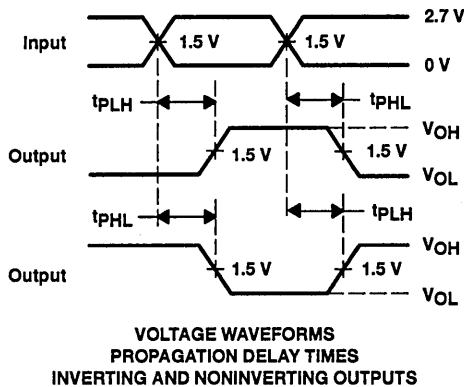 2.7 V
Input
1.5 V
1.5 V
0 V
tPLH
tPHL
VOH
Output
1.5 V
1.5 V
VOL
tPHL
tPLH
VOH
Output
1.5 V
1.5 V
VOL
VOLTAGE WAVEFORMS
PROPAGATION DELAY TIMES
INVERTING AND NONINVERTING OUTPUTS